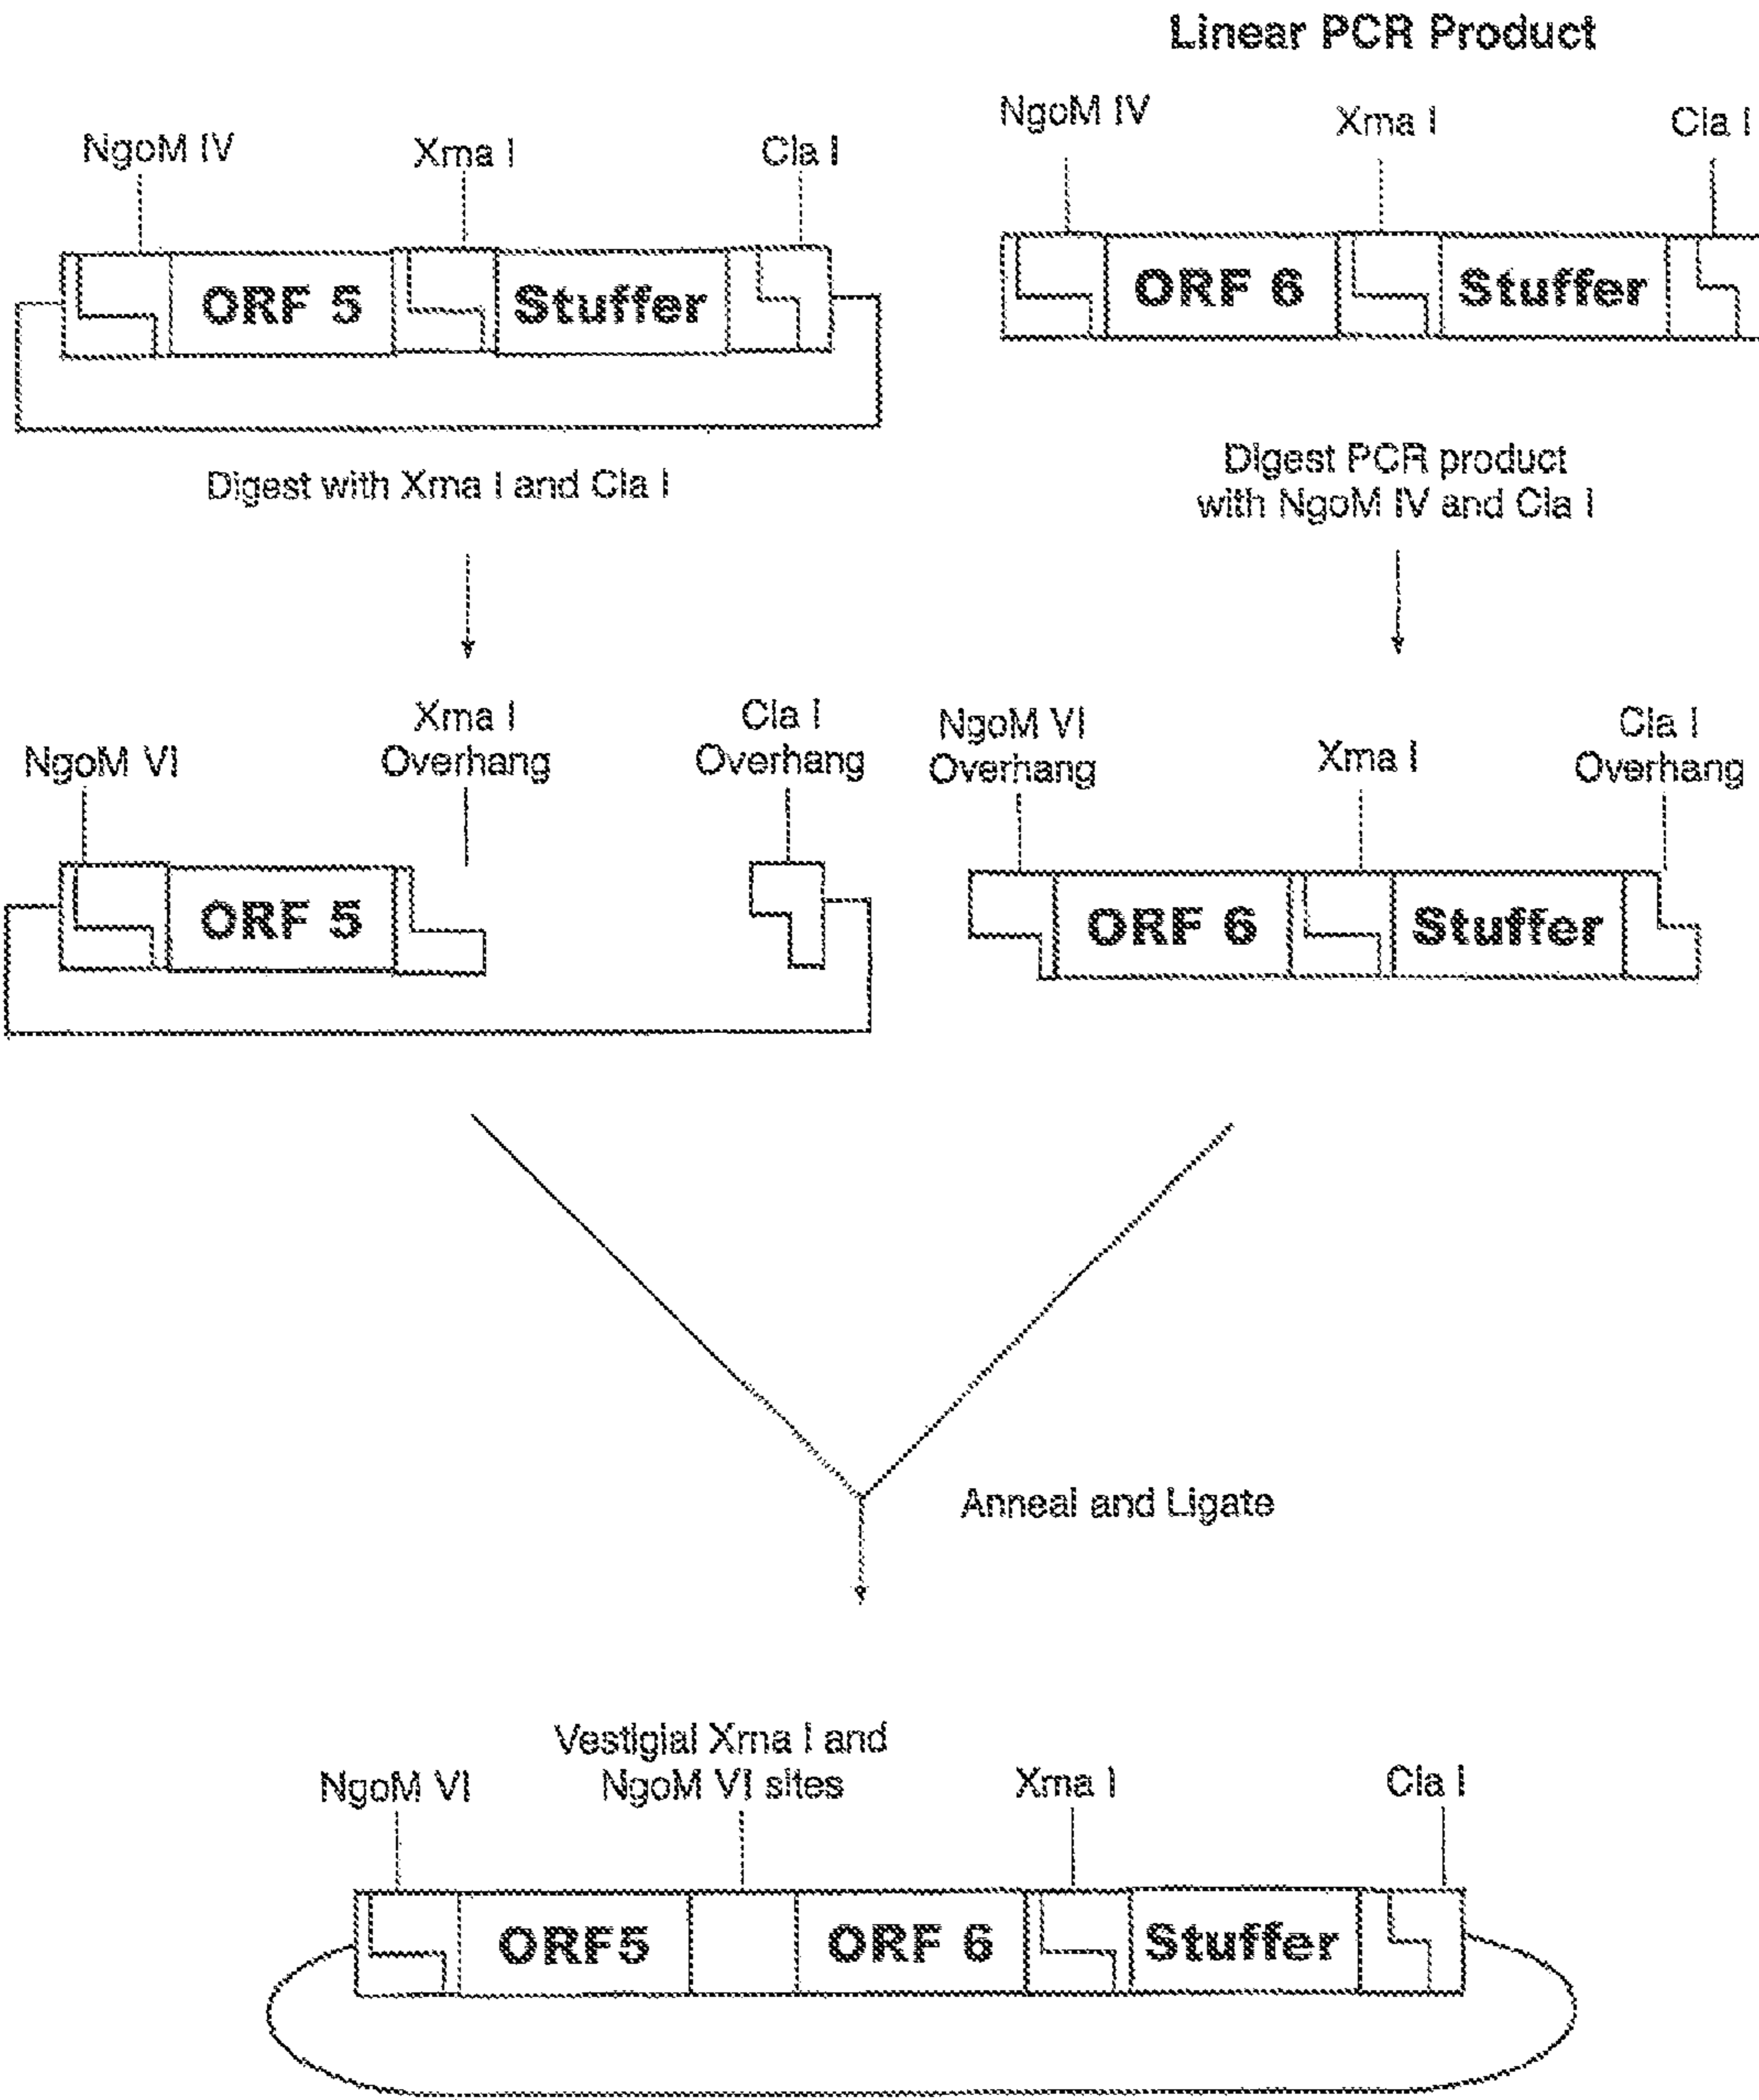 Linear PCR Product
NgoM IV
Xma I
Cla I
NgoM IV
Xma I
Cla I
ORF 5
Stuffer
ORF 6
Stuffer
Digest with Xma I and Cla I
Digest PCR product
with NgoM IV and Cla I
NgoM VI
Xma I
Overhang
Cla I
Overhang
NgoM VI
Overhang
Xma I
Cla I
Overhang
ORF 5
ORF 6
Stuffer
Anneal and Ligate
NgoM VI
Vestigial Xma I and
NgoM VI sites
Xma I
Cla I
ORF5
ORF 6
Stuffer